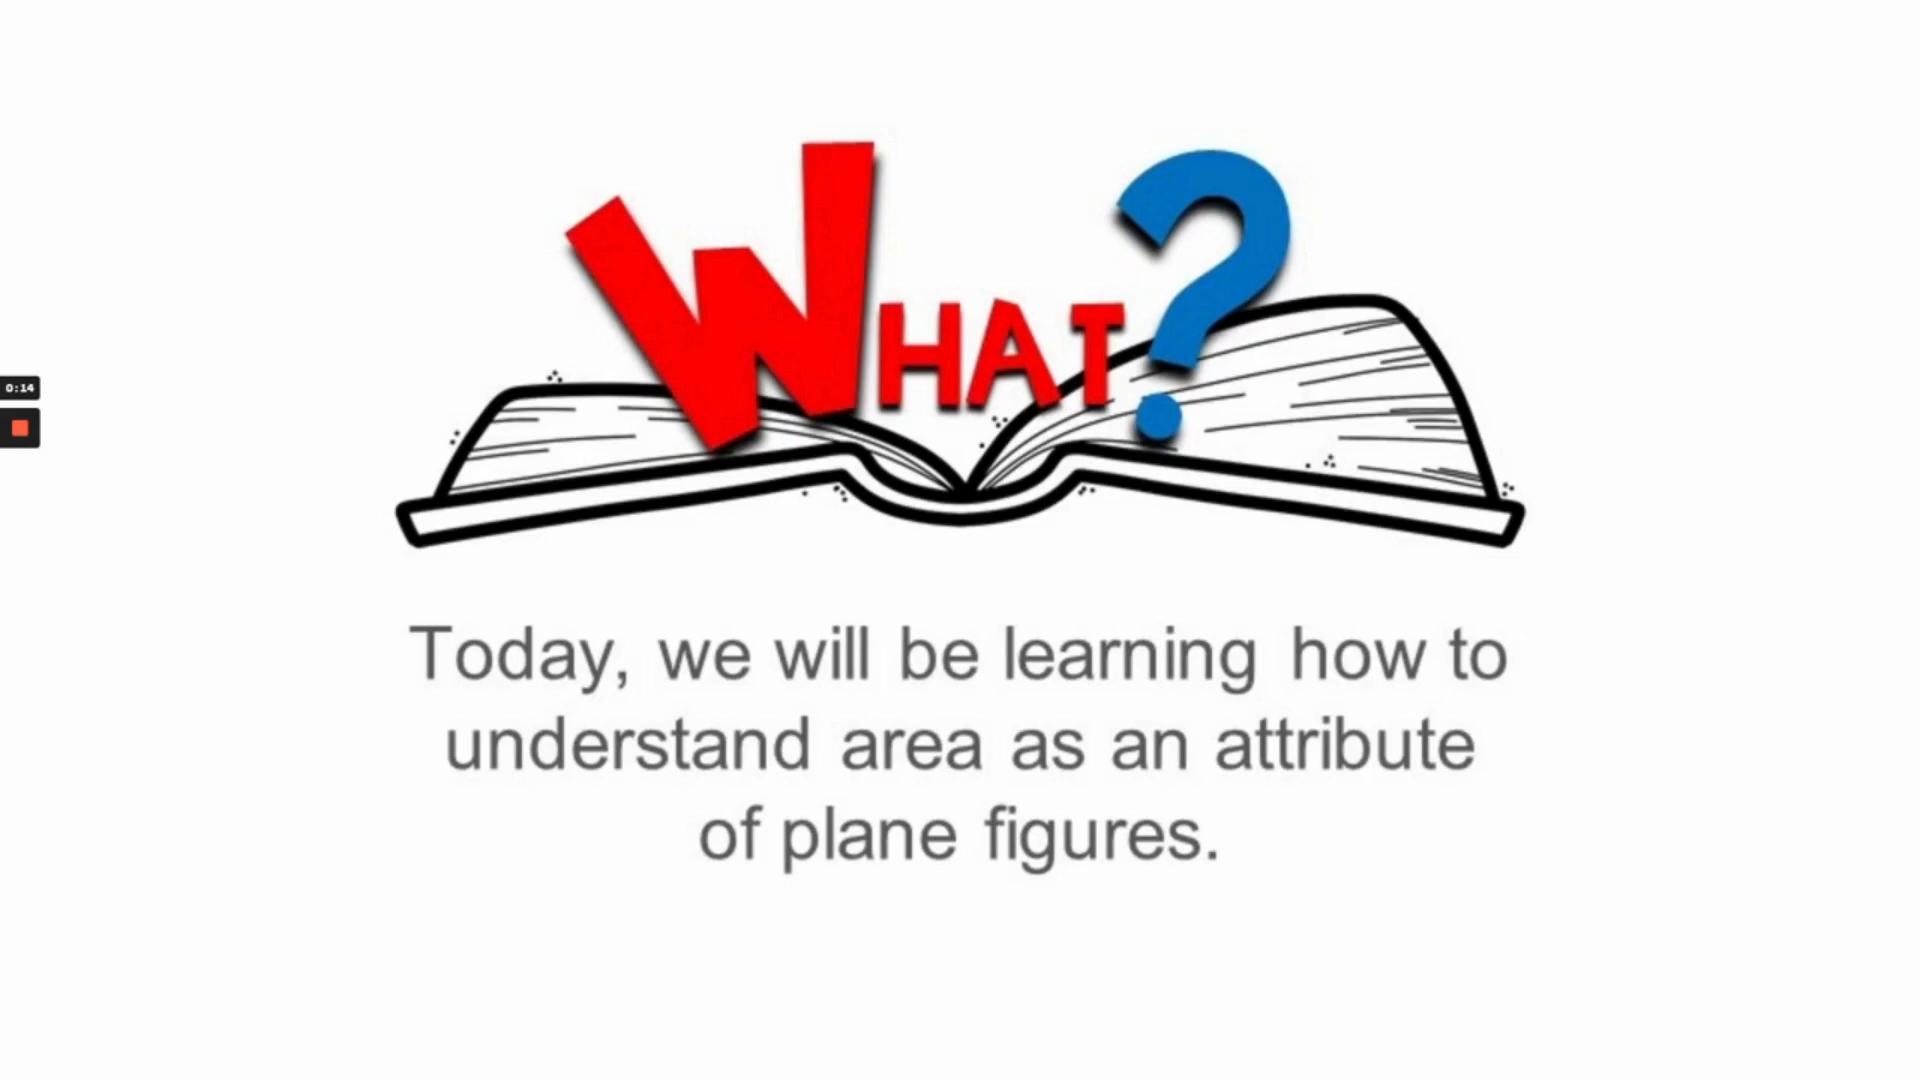 WHAT?
0:14
Today, we will be learning how to
understand area as an attribute
of plane figures.